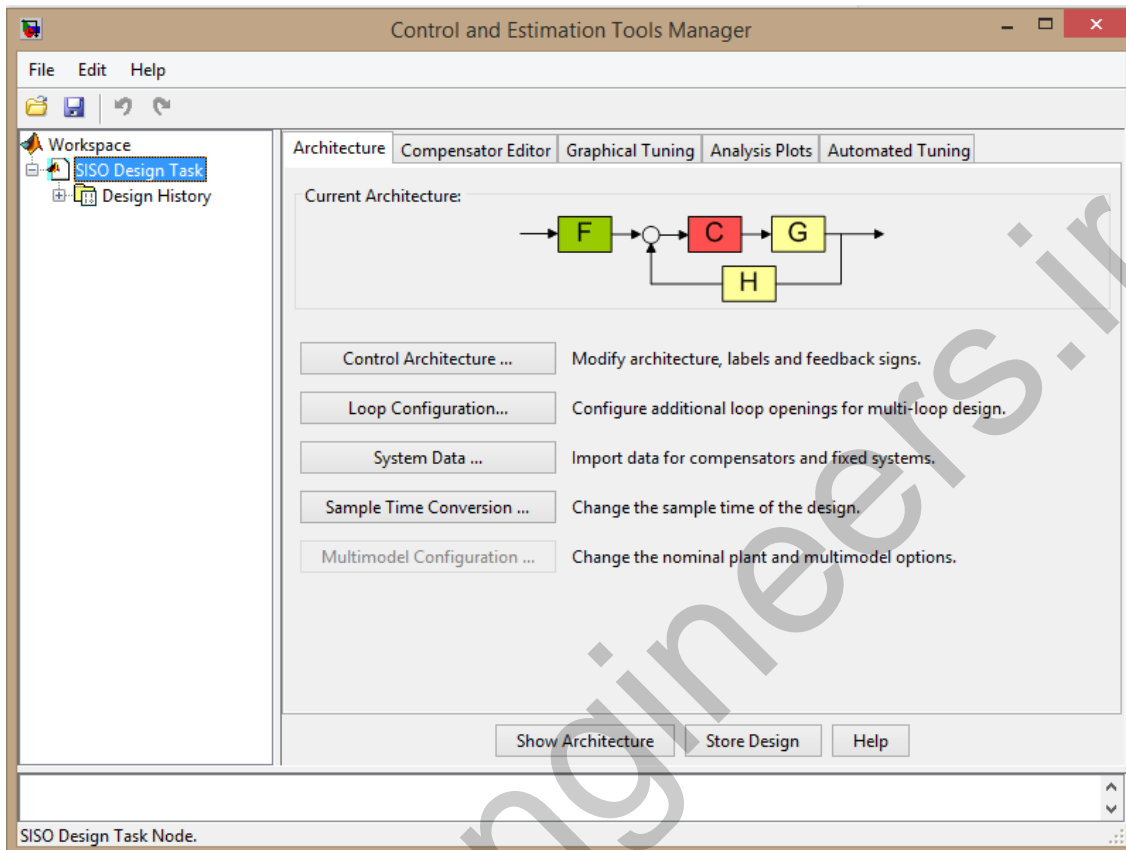 Control and Estimation Tools Manager
File Edit Help
Workspace
SISO Design Task
Design History
Architecture Compensator Editor Graphical Tuning Analysis Plots Automated Tuning
Current Architecture:
F C G
H
Control Architecture ... Modify architecture, labels and feedback signs.
Loop Configuration... Configure additional loop openings for multi-loop design.
System Data ... Import data for compensators and fixed systems.
Sample Time Conversion ... Change the sample time of the design.
Multimodel Configuration ... Change the nominal plant and multimodel options.
Show Architecture Store Design Help
SISO Design Task Node.
ngineers.ir